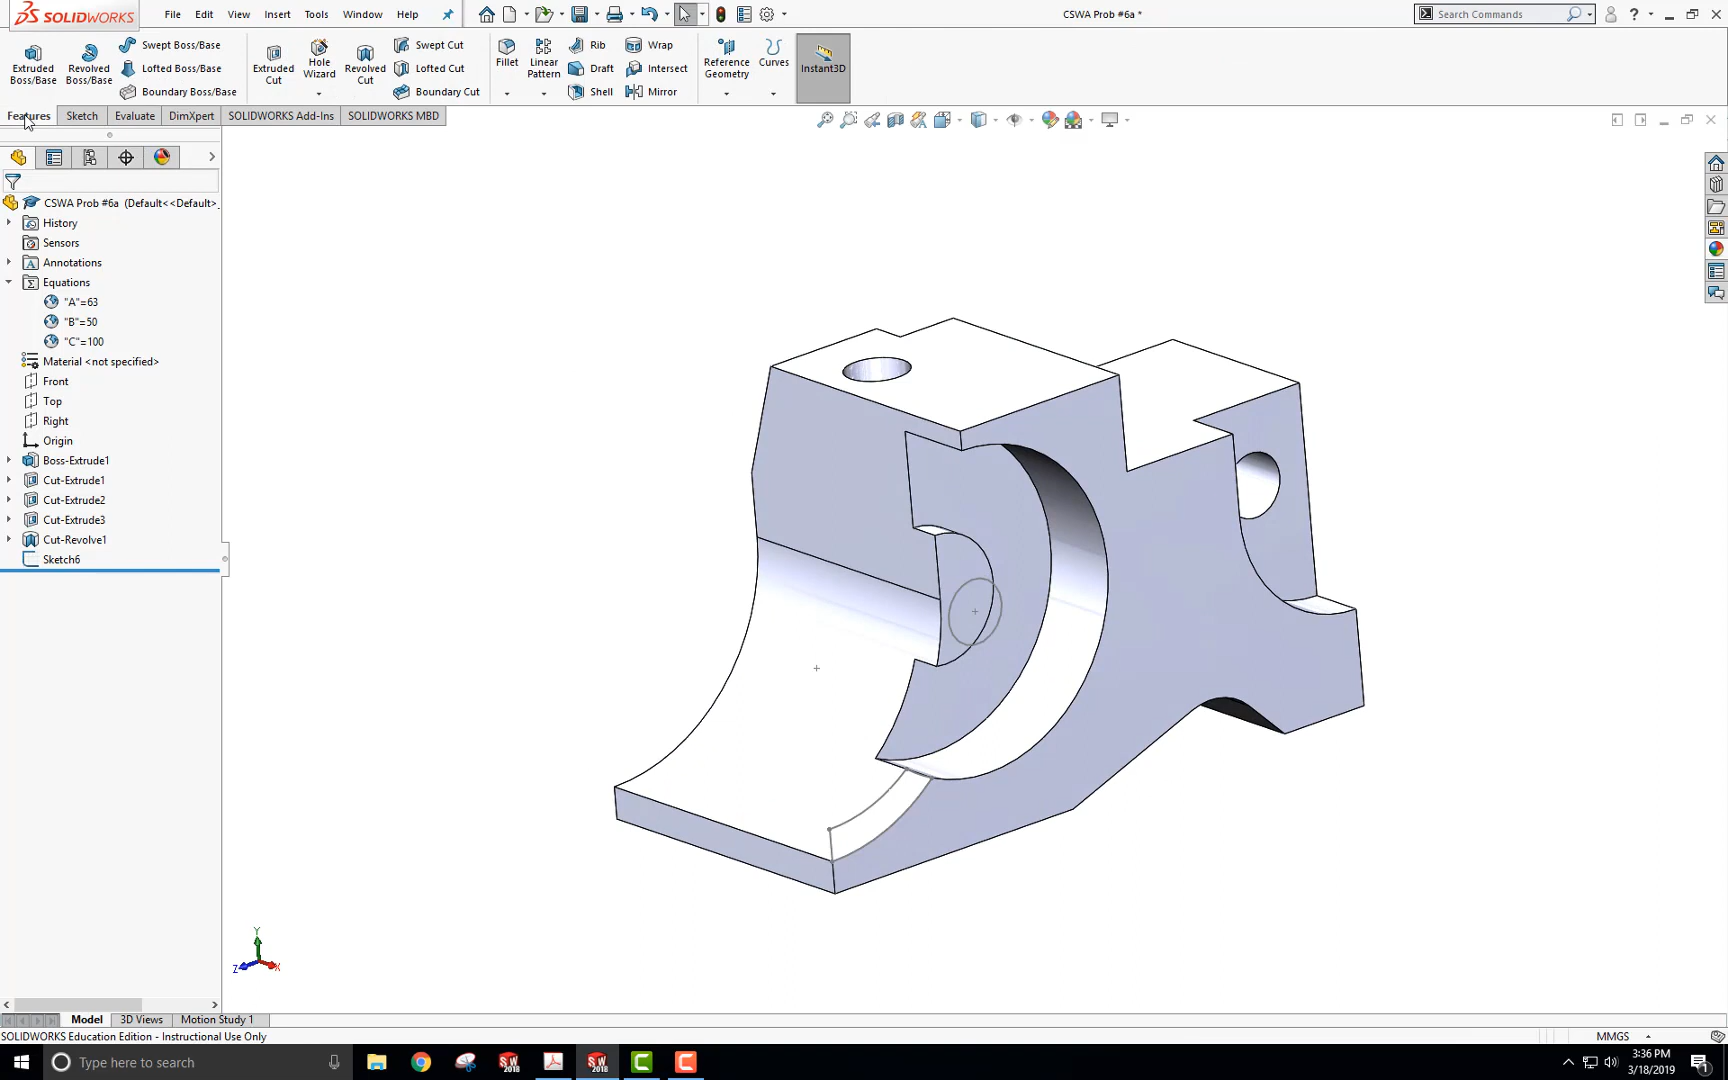 SOLIDWORKS
File Edit View Insert Tools Window Help
CSWA Prob #6a *
Search Commands
Extruded Boss/Base
Revolved Boss/Base
Swept Boss/Base
Lofted Boss/Base
Boundary Boss/Base
Extruded Cut
Hole Wizard
Revolved Cut
Swept Cut
Lofted Cut
Boundary Cut
Fillet
Linear Pattern
Rib
Draft
Shell
Wrap
Intersect
Mirror
Reference Geometry
Curves
Instant3D
Features Sketch Evaluate DimXpert SOLIDWORKS Add-Ins SOLIDWORKS MBD
CSWA Prob #6a (Default<<Default>_
History
Sensors
Annotations
Equations
"A"=63
"B"=50
"C"=100
Material <not specified>
Front
Top
Right
Origin
Boss-Extrude1
Cut-Extrude1
Cut-Extrude2
Cut-Extrude3
Cut-Revolve1
Sketch6
Y
Z X
Model 3D Views Motion Study 1
SOLIDWORKS Education Edition - Instructional Use Only
MMGS
Type here to search
3:36 PM
3/18/2019